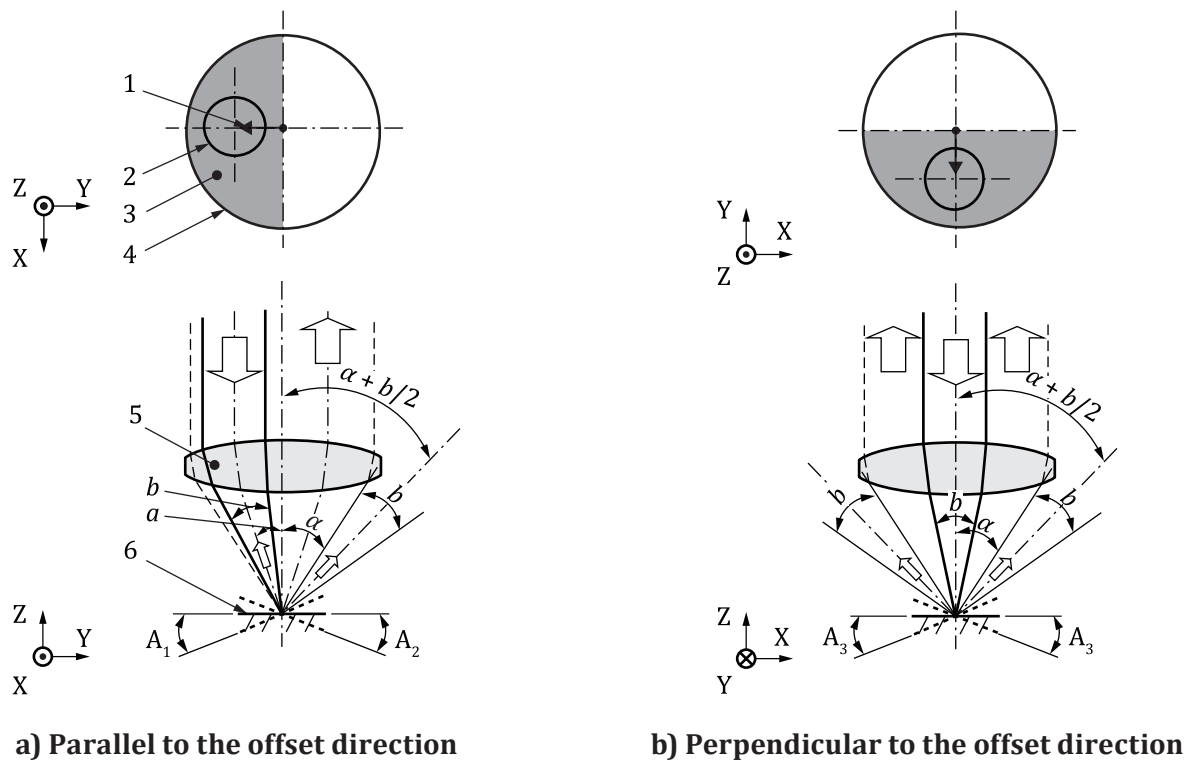 1
2
3
4
Z
Y
X
Y
X
Z
α + b/2
5
b
a
α
b
6
A₁
A₂
Z
Y
X
α + b/2
b
b
α
b
A₃
A₃
Z
X
Y
a) Parallel to the offset direction
b) Perpendicular to the offset direction